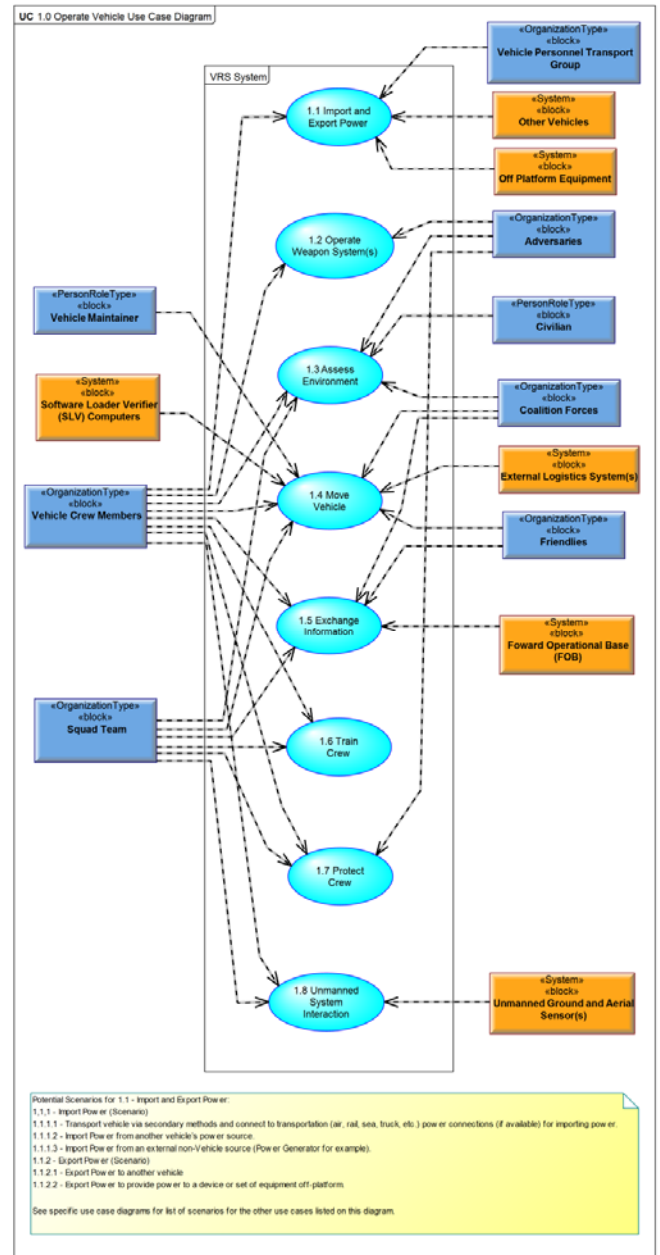 UC 1.0 Operate Vehicle Use Case Diagram
VRS System
«OrganizationType»
«block»
Vehicle Personnel Transport
Group
1.1 Import and
Export Power
«System»
«block»
Other Vehicles
«System»
«block»
Off Platform Equipment
1.2 Operate
Weapon System(s)
«OrganizationType»
«block»
Adversaries
«PersonRoleType»
«block»
Vehicle Maintainer
«PersonRoleType»
«block»
Civilian
1.3 Assess
Environment
«System»
«block»
Software Loader Verifier
(SLV) Computers
«OrganizationType»
«block»
Coalition Forces
«System»
«block»
External Logistics System(s)
«OrganizationType»
«block»
Vehicle Crew Members
1.4 Move
Vehicle
«OrganizationType»
«block»
Friendlies
1.5 Exchange
Information
«System»
«block»
Foward Operational Base
(FOB)
«OrganizationType»
«block»
Squad Team
1.6 Train
Crew
1.7 Protect
Crew
1.8 Unmanned
System
Interaction
«System»
«block»
Unmanned Ground and Aerial
Sensor(s)
Potential Scenarios for 1.1 - Import and Export Power:
1,1,1 - Import Power (Scenario)
1.1.1.1 - Transport vehicle via secondary methods and connect to transportation (air, rail, sea, truck, etc.) power connections (if available) for importing power.
1.1.1.2 - Import Power from another vehicle's power source.
1.1.1.3 - Import Power from an external non-Vehicle source (Power Generator for example).
1.1.2 - Export Power (Scenario)
1.1.2.1 - Export Power to another vehicle
1.1.2.2 - Export Power to provide power to a device or set of equipment off-platform.
See specific use case diagrams for list of scenarios for the other use cases listed on this diagram.